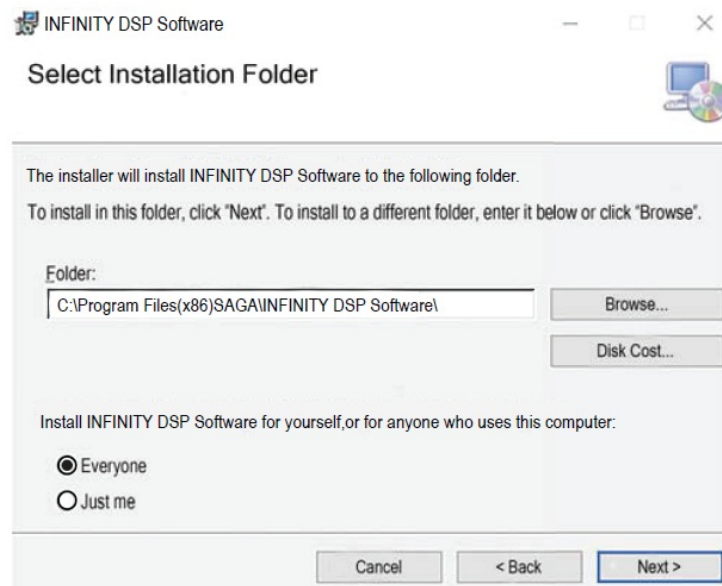 INFINITY DSP Software
Select Installation Folder
The installer will install INFINITY DSP Software to the following folder.
To install in this folder, click "Next". To install to a different folder, enter it below or click "Browse".
Folder:
C:\Program Files(x86)SAGA\INFINITY DSP Software\
Browse...
Disk Cost...
Install INFINITY DSP Software for yourself,or for anyone who uses this computer:
Everyone
Just me
Cancel
< Back
Next >